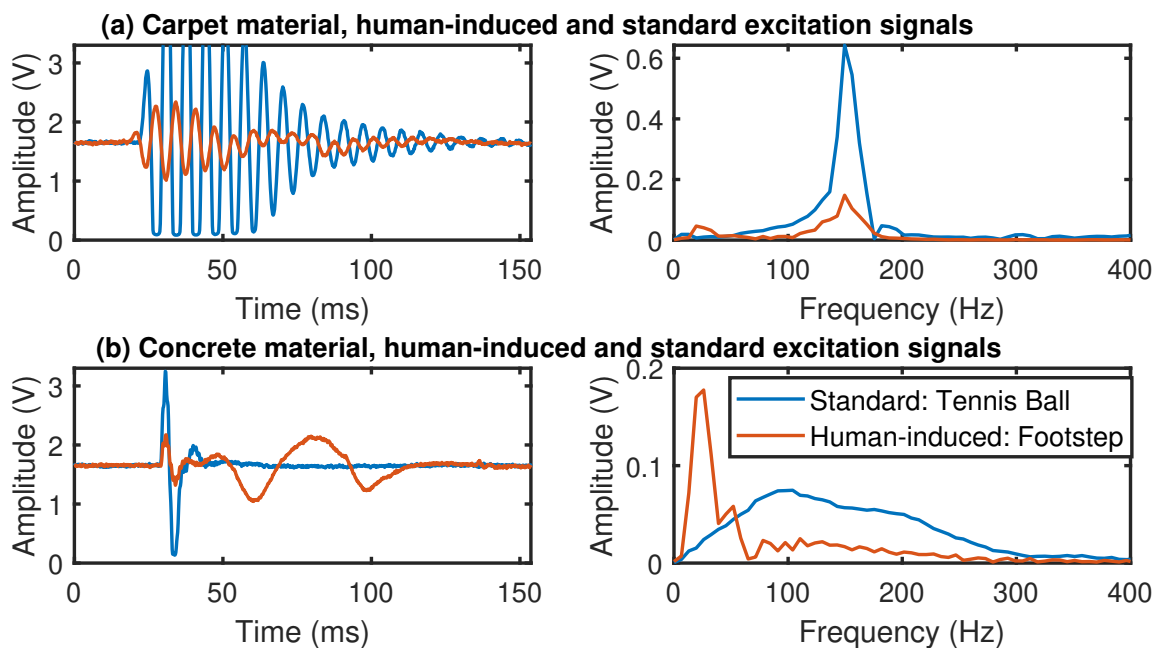 (a) Carpet material, human-induced and standard excitation signals
Amplitude (V)
3
2
1
0
0 50 100 150
Time (ms)
Amplitude (V)
0.6
0.4
0.2
0
0 100 200 300 400
Frequency (Hz)
(b) Concrete material, human-induced and standard excitation signals
Amplitude (V)
3
2
1
0
0 50 100 150
Time (ms)
Amplitude (V)
0.2
0.1
0
0 100 200 300 400
Frequency (Hz)
Standard: Tennis Ball
Human-induced: Footstep